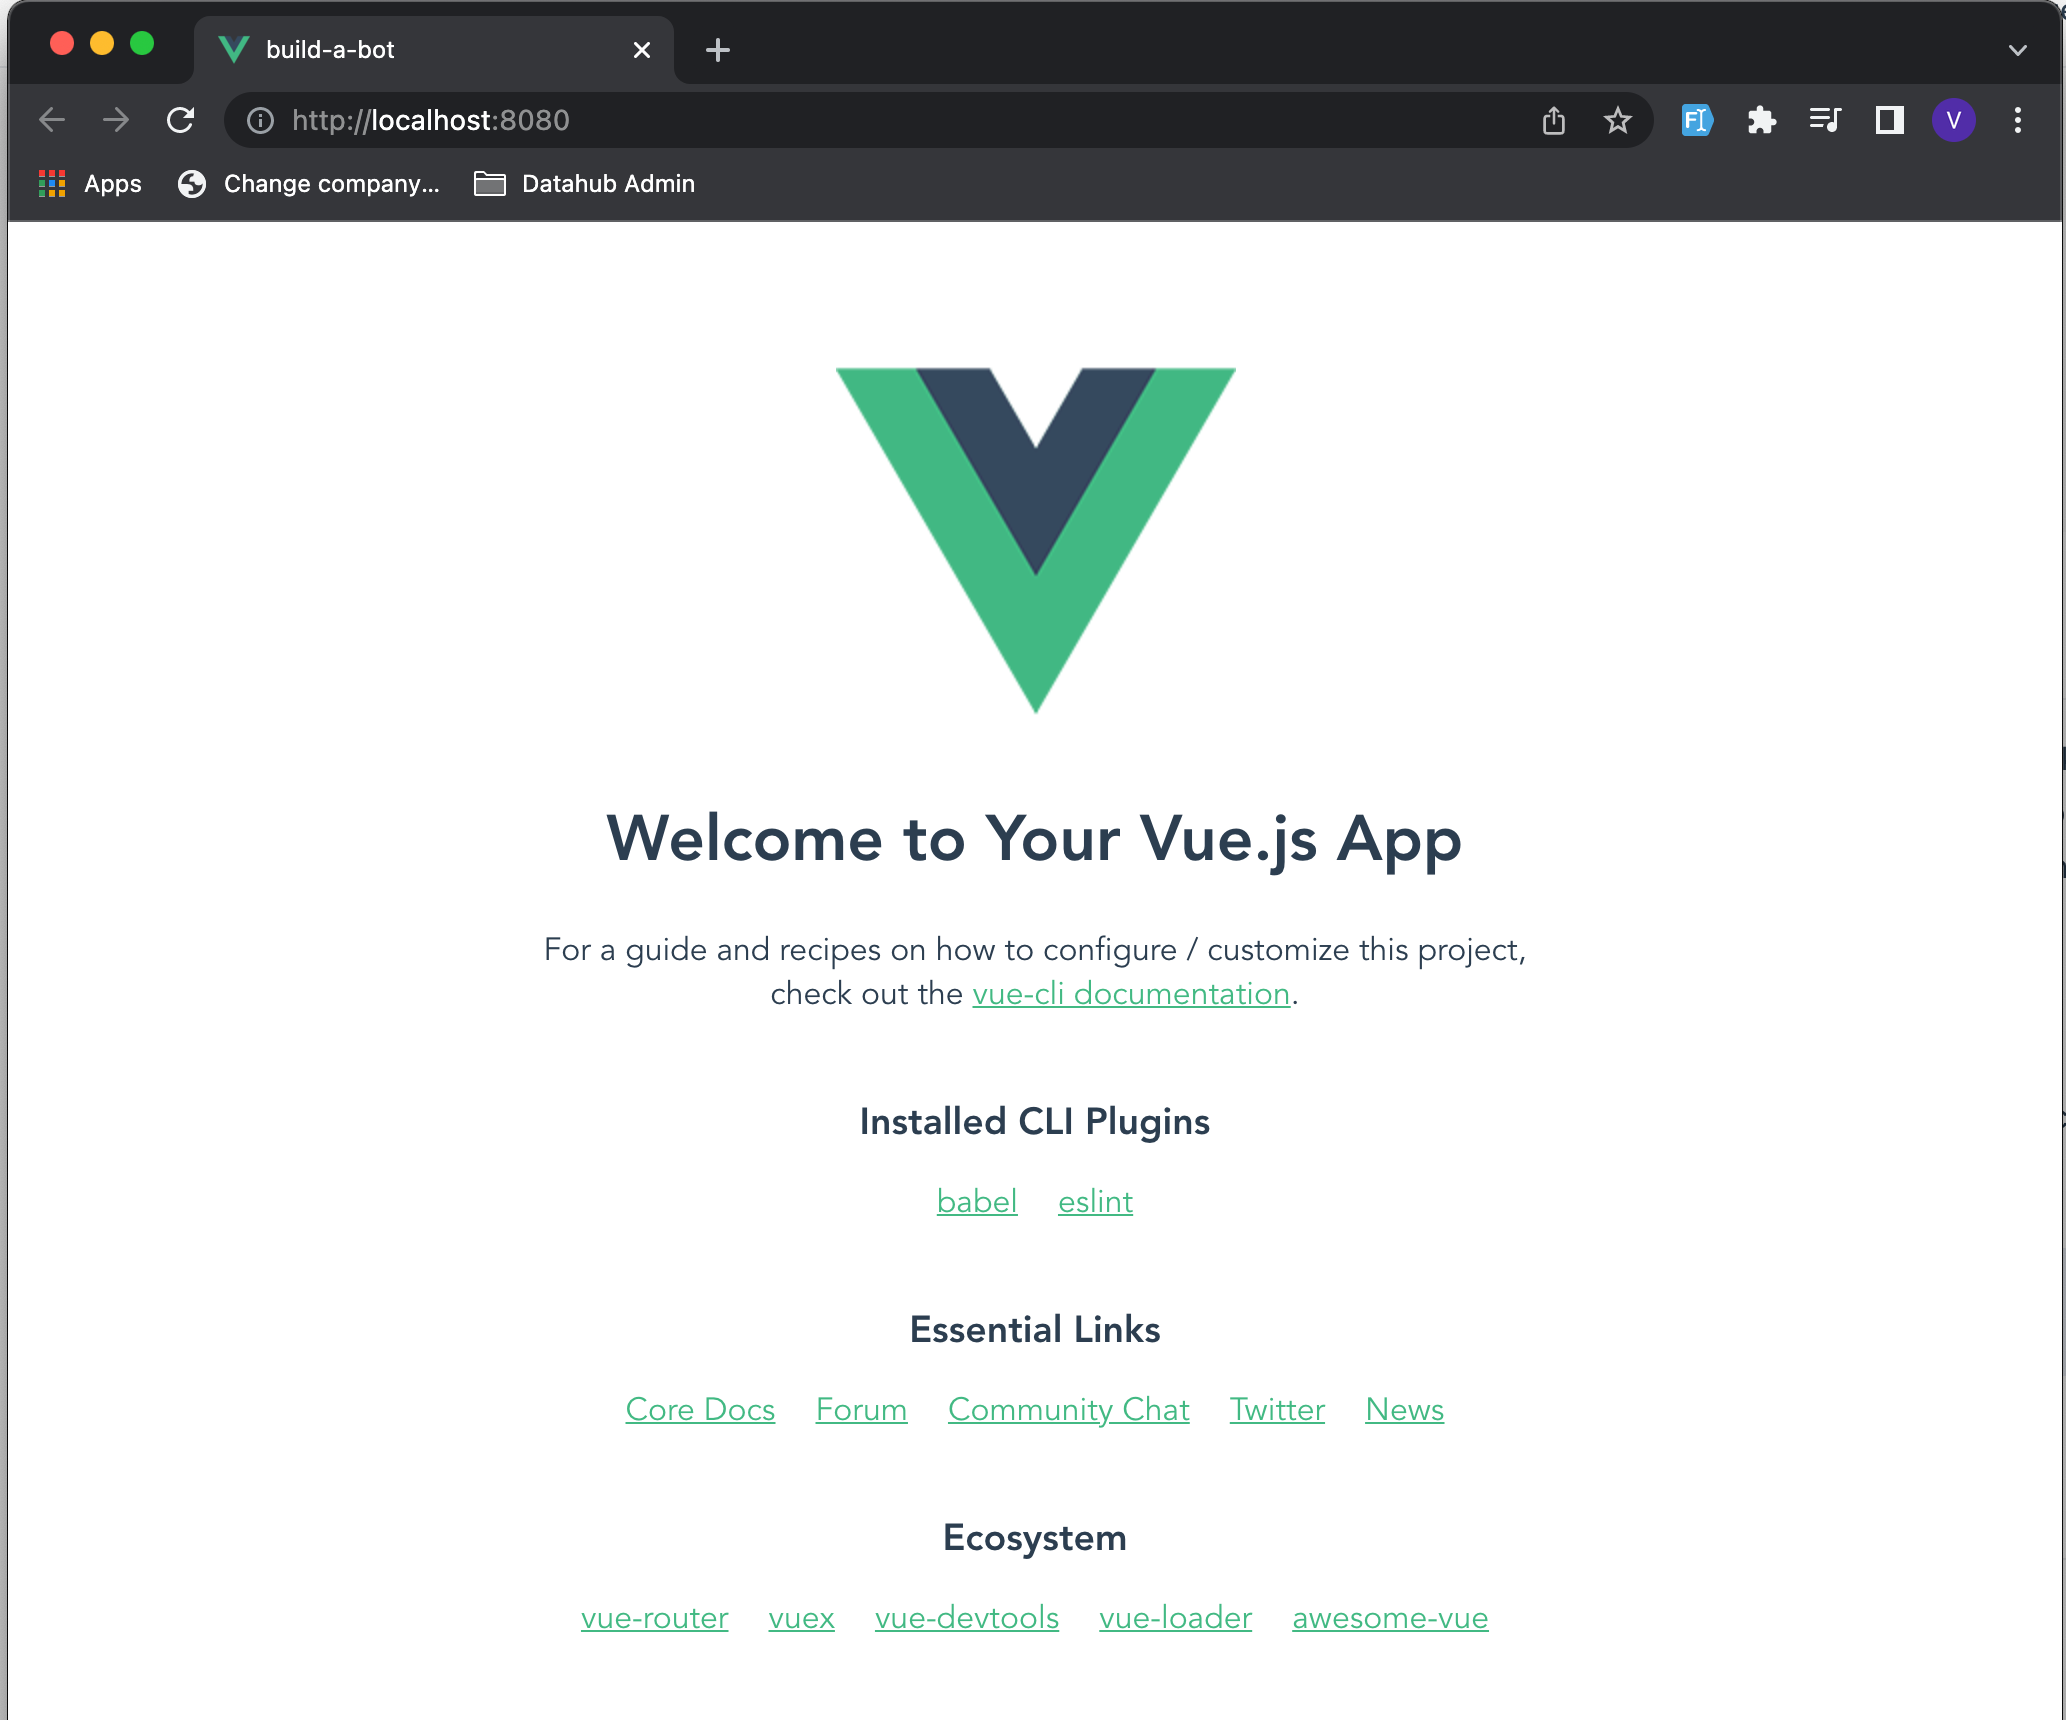 build-a-bot
http://localhost:8080
V
Apps Change company... Datahub Admin
Welcome to Your Vue.js App
For a guide and recipes on how to configure / customize this project,
check out the vue-cli documentation.
Installed CLI Plugins
babel eslint
Essential Links
Core Docs Forum Community Chat Twitter News
Ecosystem
vue-router vuex vue-devtools vue-loader awesome-vue